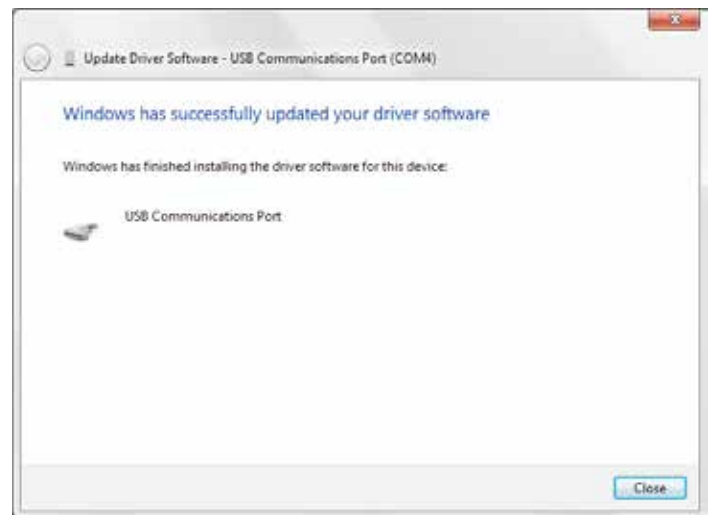 Update Driver Software - USB Communications Port (COM4)
Windows has successfully updated your driver software
Windows has finished installing the driver software for this device:
USB Communications Port
Close